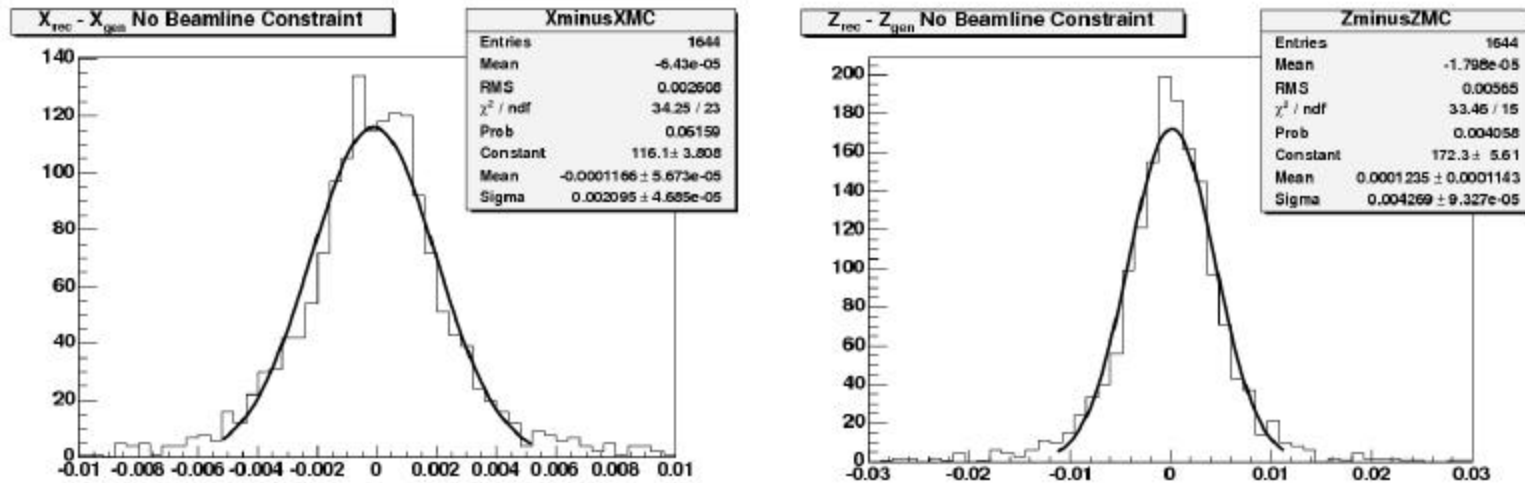 X_rec - X_gen No Beamline Constraint
XminusXMC
Entries 1644
Mean -6.43e-05
RMS 0.002608
χ² / ndf 34.25 / 23
Prob 0.06159
Constant 116.1± 3.808
Mean -0.0001166 ± 5.673e-05
Sigma 0.002095 ± 4.685e-05
140
120
100
80
60
40
20
0
-0.01 -0.008 -0.006 -0.004 -0.002 0 0.002 0.004 0.006 0.008 0.01
Z_rec - Z_gen No Beamline Constraint
ZminusZMC
Entries 1644
Mean -1.798e-05
RMS 0.00565
χ² / ndf 33.46 / 15
Prob 0.004058
Constant 172.3 ± 5.61
Mean 0.0001235 ± 0.0001143
Sigma 0.004269 ± 9.327e-05
200
180
160
140
120
100
80
60
40
20
0
-0.03 -0.02 -0.01 0 0.01 0.02 0.03